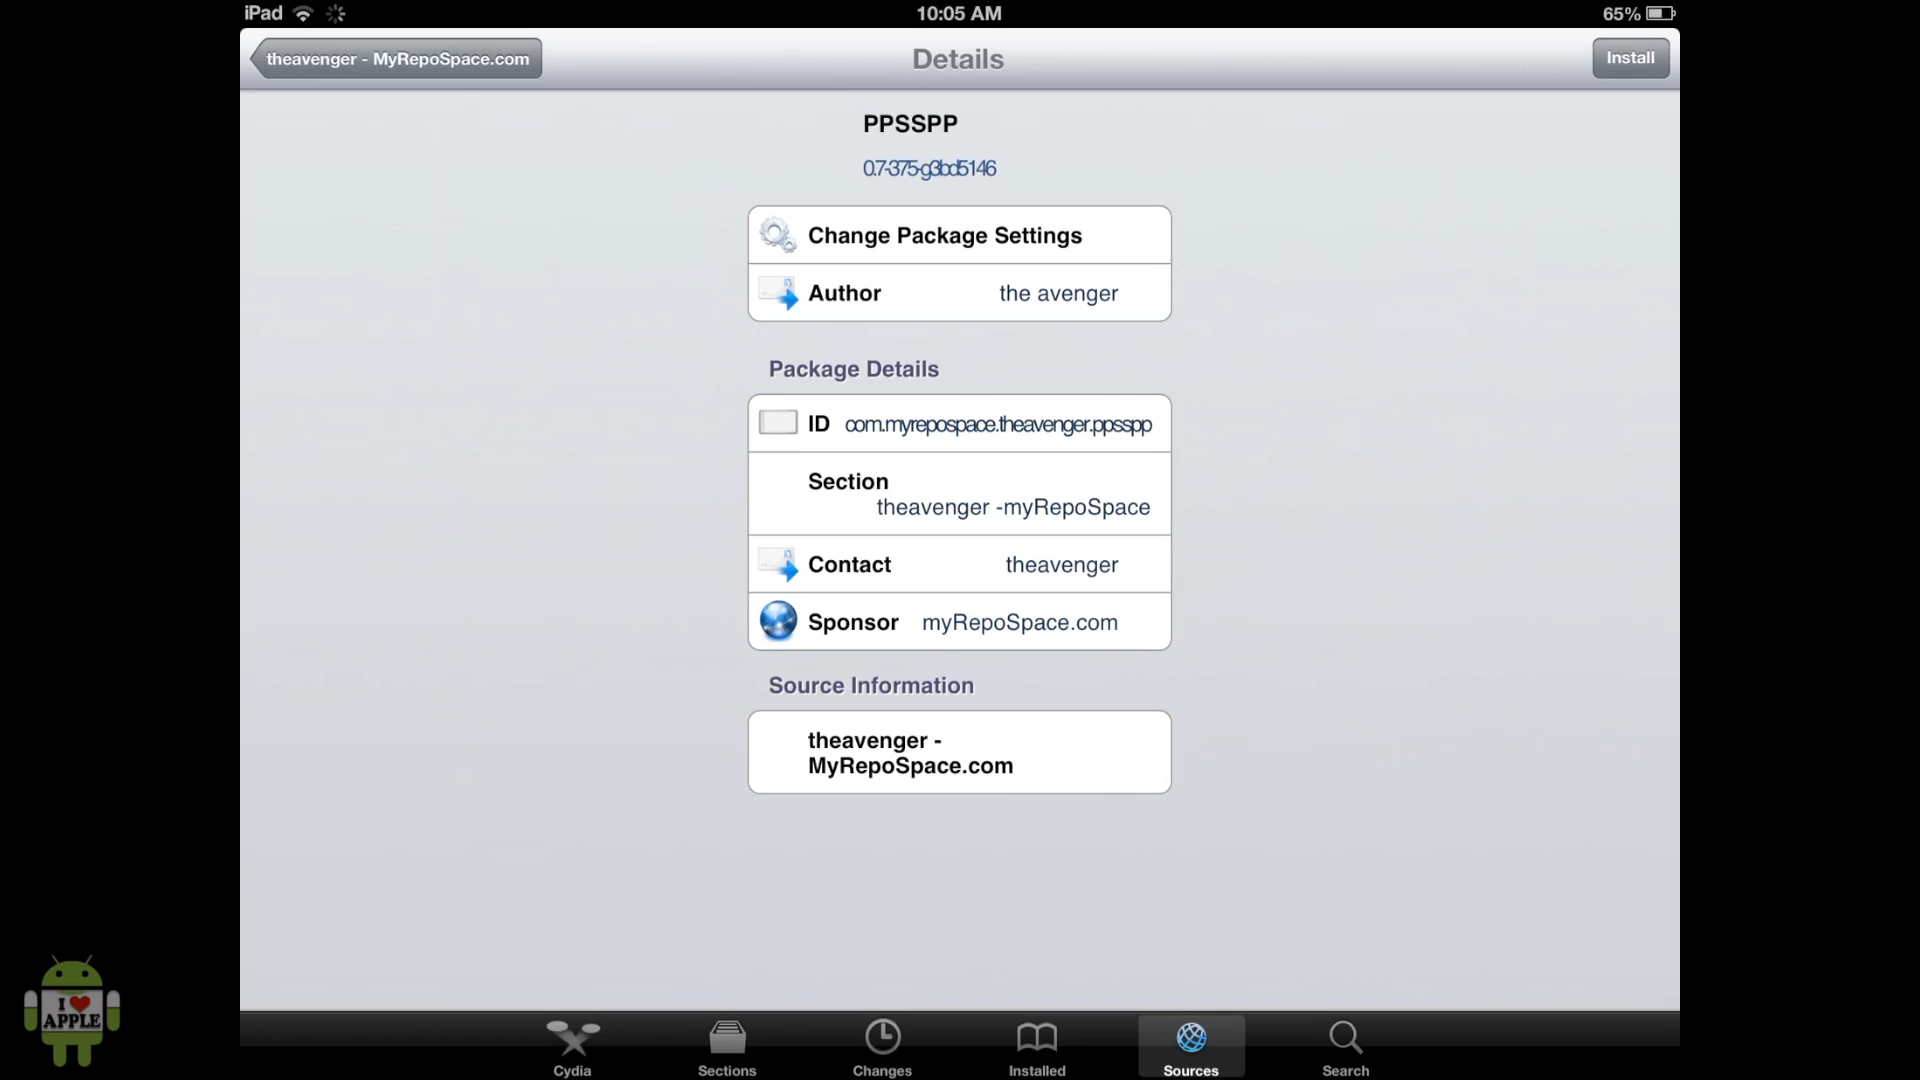 iPad
10:05 AM
65%
theavenger - MyRepoSpace.com
Details
Install
PPSSPP
0.7-375-g3bd5146
Change Package Settings
Author the avenger
Package Details
ID com.myrepospace.theavenger.ppsspp
Section
theavenger -myRepoSpace
Contact theavenger
Sponsor myRepoSpace.com
Source Information
theavenger -
MyRepoSpace.com
I
APPLE
Cydia
Sections
Changes
Installed
Sources
Search